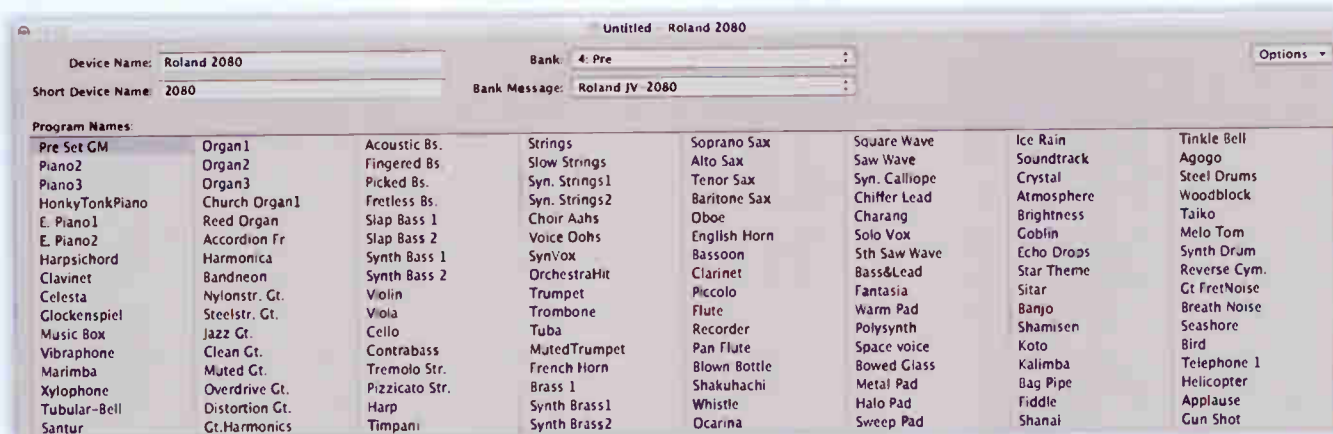 Untitled – Roland 2080
Device Name: Roland 2080
Bank: 4: Pre
Options
Short Device Name: 2080
Bank Message: Roland JV-2080
Program Names:
Pre Set GM Organ1 Acoustic Bs. Strings Soprano Sax Square Wave Ice Rain Tinkle Bell
Piano2 Organ2 Fingered Bs. Slow Strings Alto Sax Saw Wave Soundtrack Agogo
Piano3 Organ3 Picked Bs. Syn. Strings1 Tenor Sax Syn. Calliope Crystal Steel Drums
HonkyTonkPiano Church Organ1 Fretless Bs. Syn. Strings2 Baritone Sax Chiffer Lead Atmosphere Woodblock
E. Piano1 Reed Organ Slap Bass 1 Choir Aahs Oboe Charang Brightness Taiko
E. Piano2 Accordion Fr Slap Bass 2 Voice Oohs English Horn Solo Vox Goblin Melo Tom
Harpsichord Harmonica Synth Bass 1 SynVox Bassoon 5th Saw Wave Echo Drops Synth Drum
Clavinet Bandneon Synth Bass 2 OrchestraHit Clarinet Bass&Lead Star Theme Reverse Cym.
Celesta Nylonstr. Gt. Violin Trumpet Piccolo Fantasia Sitar Gt FretNoise
Glockenspiel Steelstr. Gt. Viola Trombone Flute Warm Pad Banjo Breath Noise
Music Box Jazz Gt. Cello Tuba Recorder Polysynth Shamisen Seashore
Vibraphone Clean Gt. Contrabass MutedTrumpet Pan Flute Space voice Koto Bird
Marimba Muted Gt. Tremolo Str. French Horn Blown Bottle Bowed Glass Kalimba Telephone 1
Xylophone Overdrive Gt. Pizzicato Str. Brass 1 Shakuhachi Metal Pad Bag Pipe Helicopter
Tubular-Bell Distortion Gt. Harp Synth Brass1 Whistle Halo Pad Fiddle Applause
Santur Gt.Harmonics Timpani Synth Brass2 Ocarina Sweep Pad Shanai Gun Shot